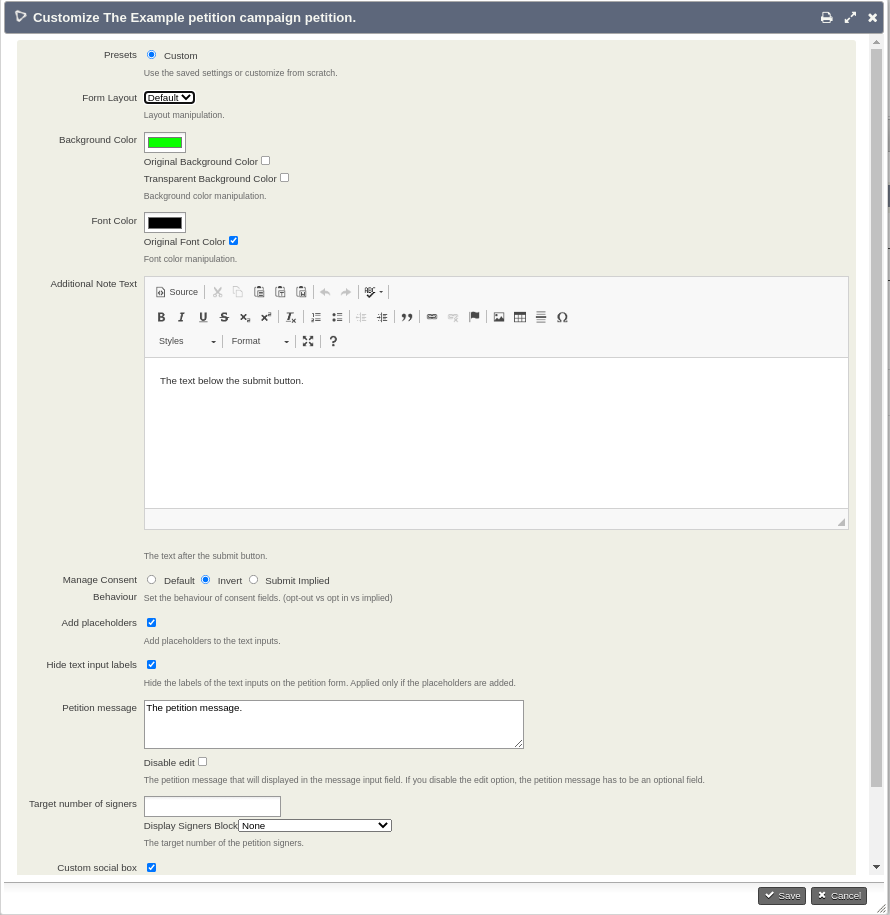 Customize The Example petition campaign petition.
Presets
Custom
Use the saved settings or customize from scratch.
Form Layout
Default
Layout manipulation.
Background Color
Original Background Color
Transparent Background Color
Background color manipulation.
Font Color
Original Font Color
Font color manipulation.
Additional Note Text
Source
ABC
B I U S x₂ x² Tx
Ω
Styles
Format
?
The text below the submit button.
The text after the submit button.
Manage Consent Behaviour
Default Invert Submit Implied
Set the behaviour of consent fields. (opt-out vs opt in vs implied)
Add placeholders
Add placeholders to the text inputs.
Hide text input labels
Hide the labels of the text inputs on the petition form. Applied only if the placeholders are added.
Petition message
The petition message.
Disable edit
The petition message that will displayed in the message input field. If you disable the edit option, the petition message has to be an optional field.
Target number of signers
Display Signers Block None
The target number of the petition signers.
Custom social box
Save Cancel